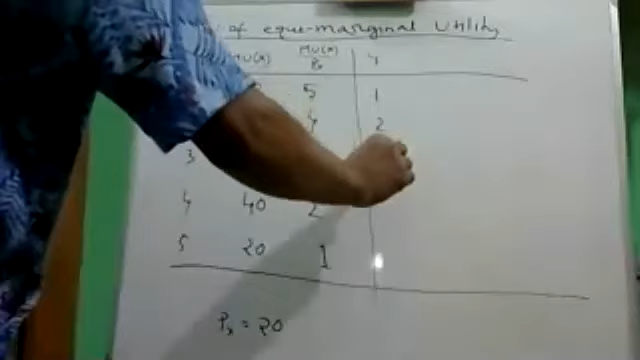 of equi-marginal Utility
MU(x) MU(x)/Px Y
5 1
4 2
3
4 40 2
5 20 1
Px = 20